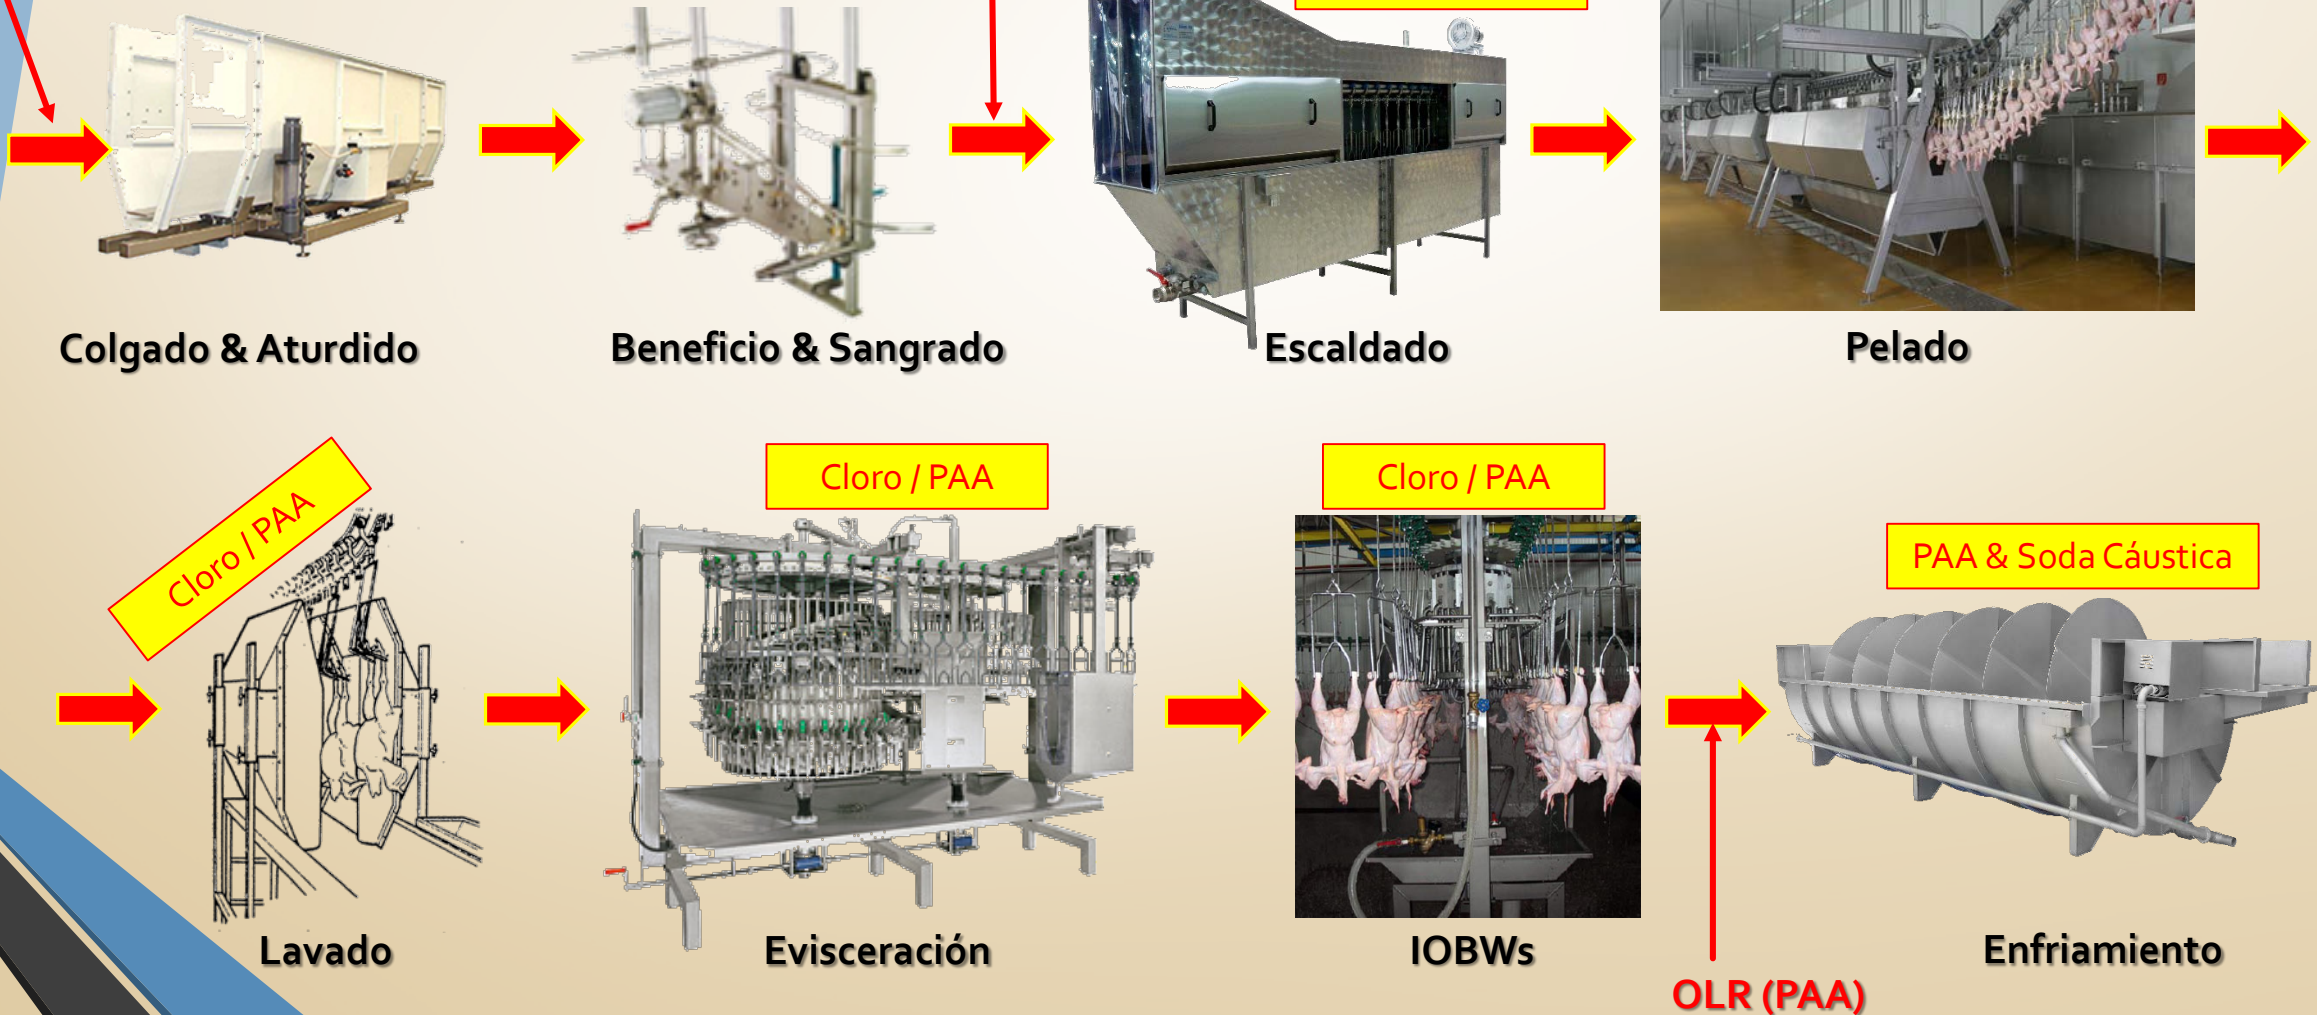 Colgado & Aturdido
Beneficio & Sangrado
Escaldado
Pelado
Cloro / PAA
Cloro / PAA
Cloro / PAA
PAA & Soda Cáustica
Lavado
Evisceración
IOBWs
Enfriamiento
OLR (PAA)